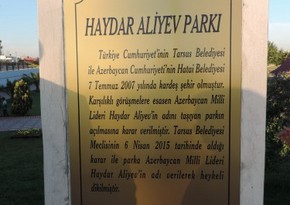 HAYDAR ALİYEV PARKI
Türkiye Cumhuriyeti'nin Tarsus Belediyesi
ile Azerbaycan Cumhuriyeti'nin Hatai Belediyesi
7 Temmuz 2007 yılında kardeş şehir olmuştur.
Karşılıklı görüşmelere esasen Azerbaycan Milli
Lideri Haydar Aliyev'in adını taşıyan parkın
açılmasına karar verilmiştir. Tarsus Belediyesi
Meclisinin 6 Nisan 2015 tarihinde aldığı
karar ile parka Azerbaycan Milli Lideri
Haydar Aliyev'in adı verilerek heykeli
dikilmiştir.